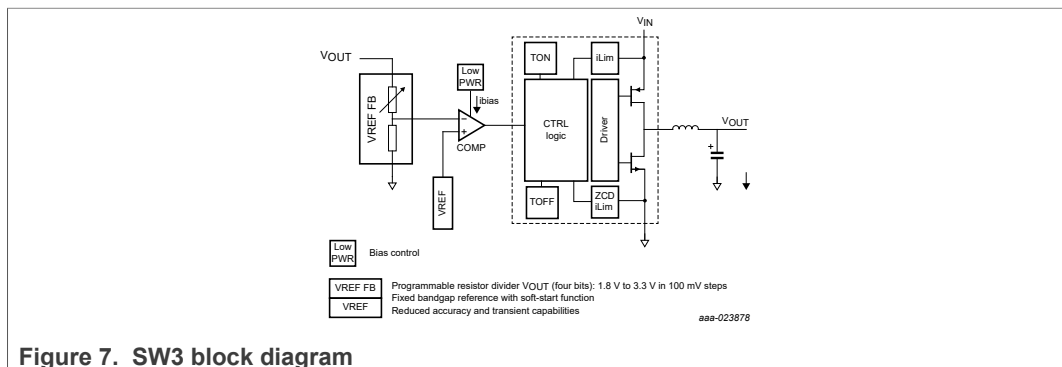 VIN
VOUT
TON
iLim
Low
PWR
ibias
VREF FB
CTRL
logic
Driver
VOUT
COMP
VREF
TOFF
ZCD
iLim
Low
PWR
Bias control
VREF FB
Programmable resistor divider VOUT (four bits): 1.8 V to 3.3 V in 100 mV steps
Fixed bandgap reference with soft-start function
VREF
Reduced accuracy and transient capabilities
aaa-023878
Figure 7. SW3 block diagram